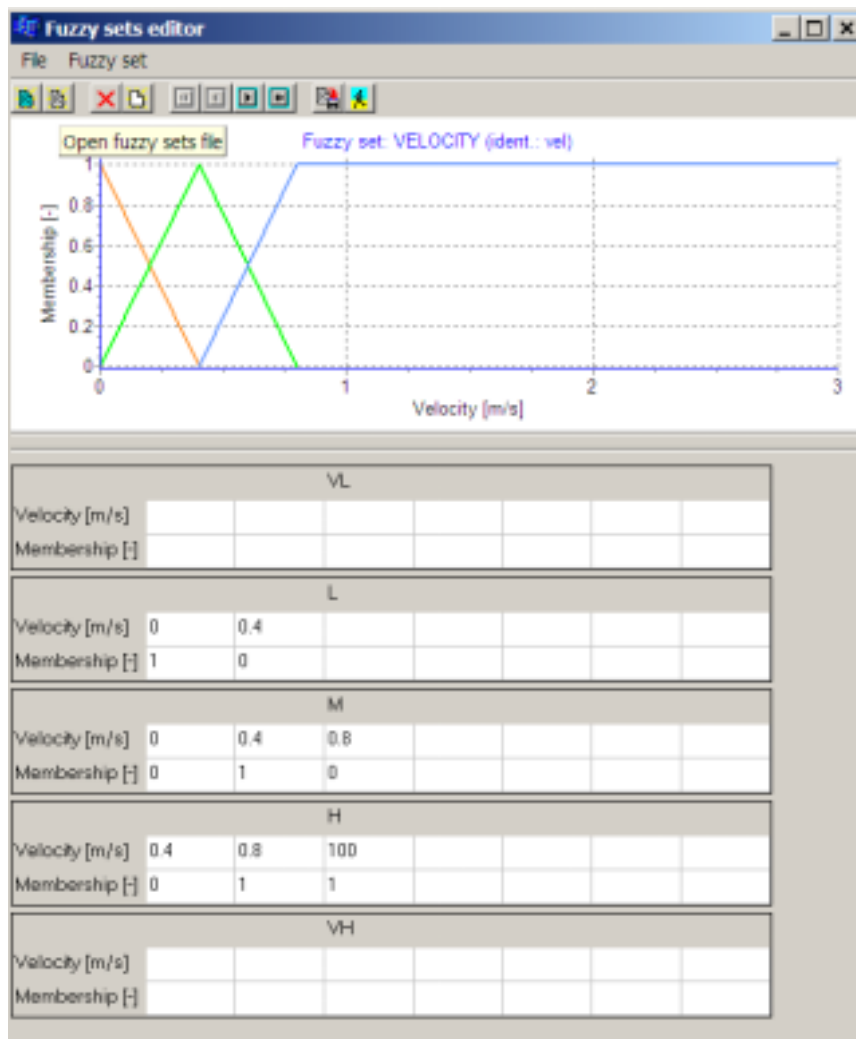 Fuzzy sets editor
File Fuzzy set
Open fuzzy sets file
Fuzzy set: VELOCITY (ident.: vel)
Membership [-]
1
0.8
0.6
0.4
0.2
0
0 1 2 3
Velocity [m/s]
VL
Velocity [m/s]
Membership [-]
L
Velocity [m/s] 0 0.4
Membership [-] 1 0
M
Velocity [m/s] 0 0.4 0.8
Membership [-] 0 1 0
H
Velocity [m/s] 0.4 0.8 100
Membership [-] 0 1 1
VH
Velocity [m/s]
Membership [-]